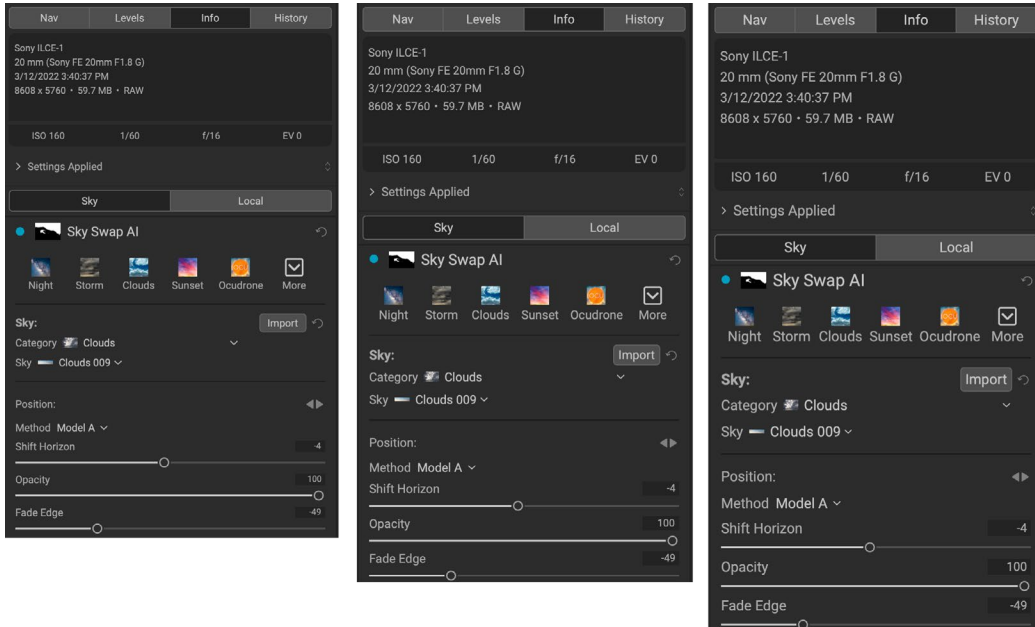 Nav Levels Info History
Sony ILCE-1
20 mm (Sony FE 20mm F1.8 G)
3/12/2022 3:40:37 PM
8608 x 5760 • 59.7 MB • RAW
ISO 160 1/60 f/16 EV 0
> Settings Applied
Sky Local
Sky Swap AI
Night Storm Clouds Sunset Ocudrone More
Sky: Import
Category Clouds
Sky Clouds 009
Position:
Method Model A
Shift Horizon -4
Opacity 100
Fade Edge -49
Nav Levels Info History
Sony ILCE-1
20 mm (Sony FE 20mm F1.8 G)
3/12/2022 3:40:37 PM
8608 x 5760 • 59.7 MB • RAW
ISO 160 1/60 f/16 EV 0
> Settings Applied
Sky Local
Sky Swap AI
Night Storm Clouds Sunset Ocudrone More
Sky: Import
Category Clouds
Sky Clouds 009
Position:
Method Model A
Shift Horizon -4
Opacity 100
Fade Edge -49
Nav Levels Info History
Sony ILCE-1
20 mm (Sony FE 20mm F1.8 G)
3/12/2022 3:40:37 PM
8608 x 5760 • 59.7 MB • RAW
ISO 160 1/60 f/16 EV 0
> Settings Applied
Sky Local
Sky Swap AI
Night Storm Clouds Sunset Ocudrone More
Sky: Import
Category Clouds
Sky Clouds 009
Position:
Method Model A
Shift Horizon -4
Opacity 100
Fade Edge -49